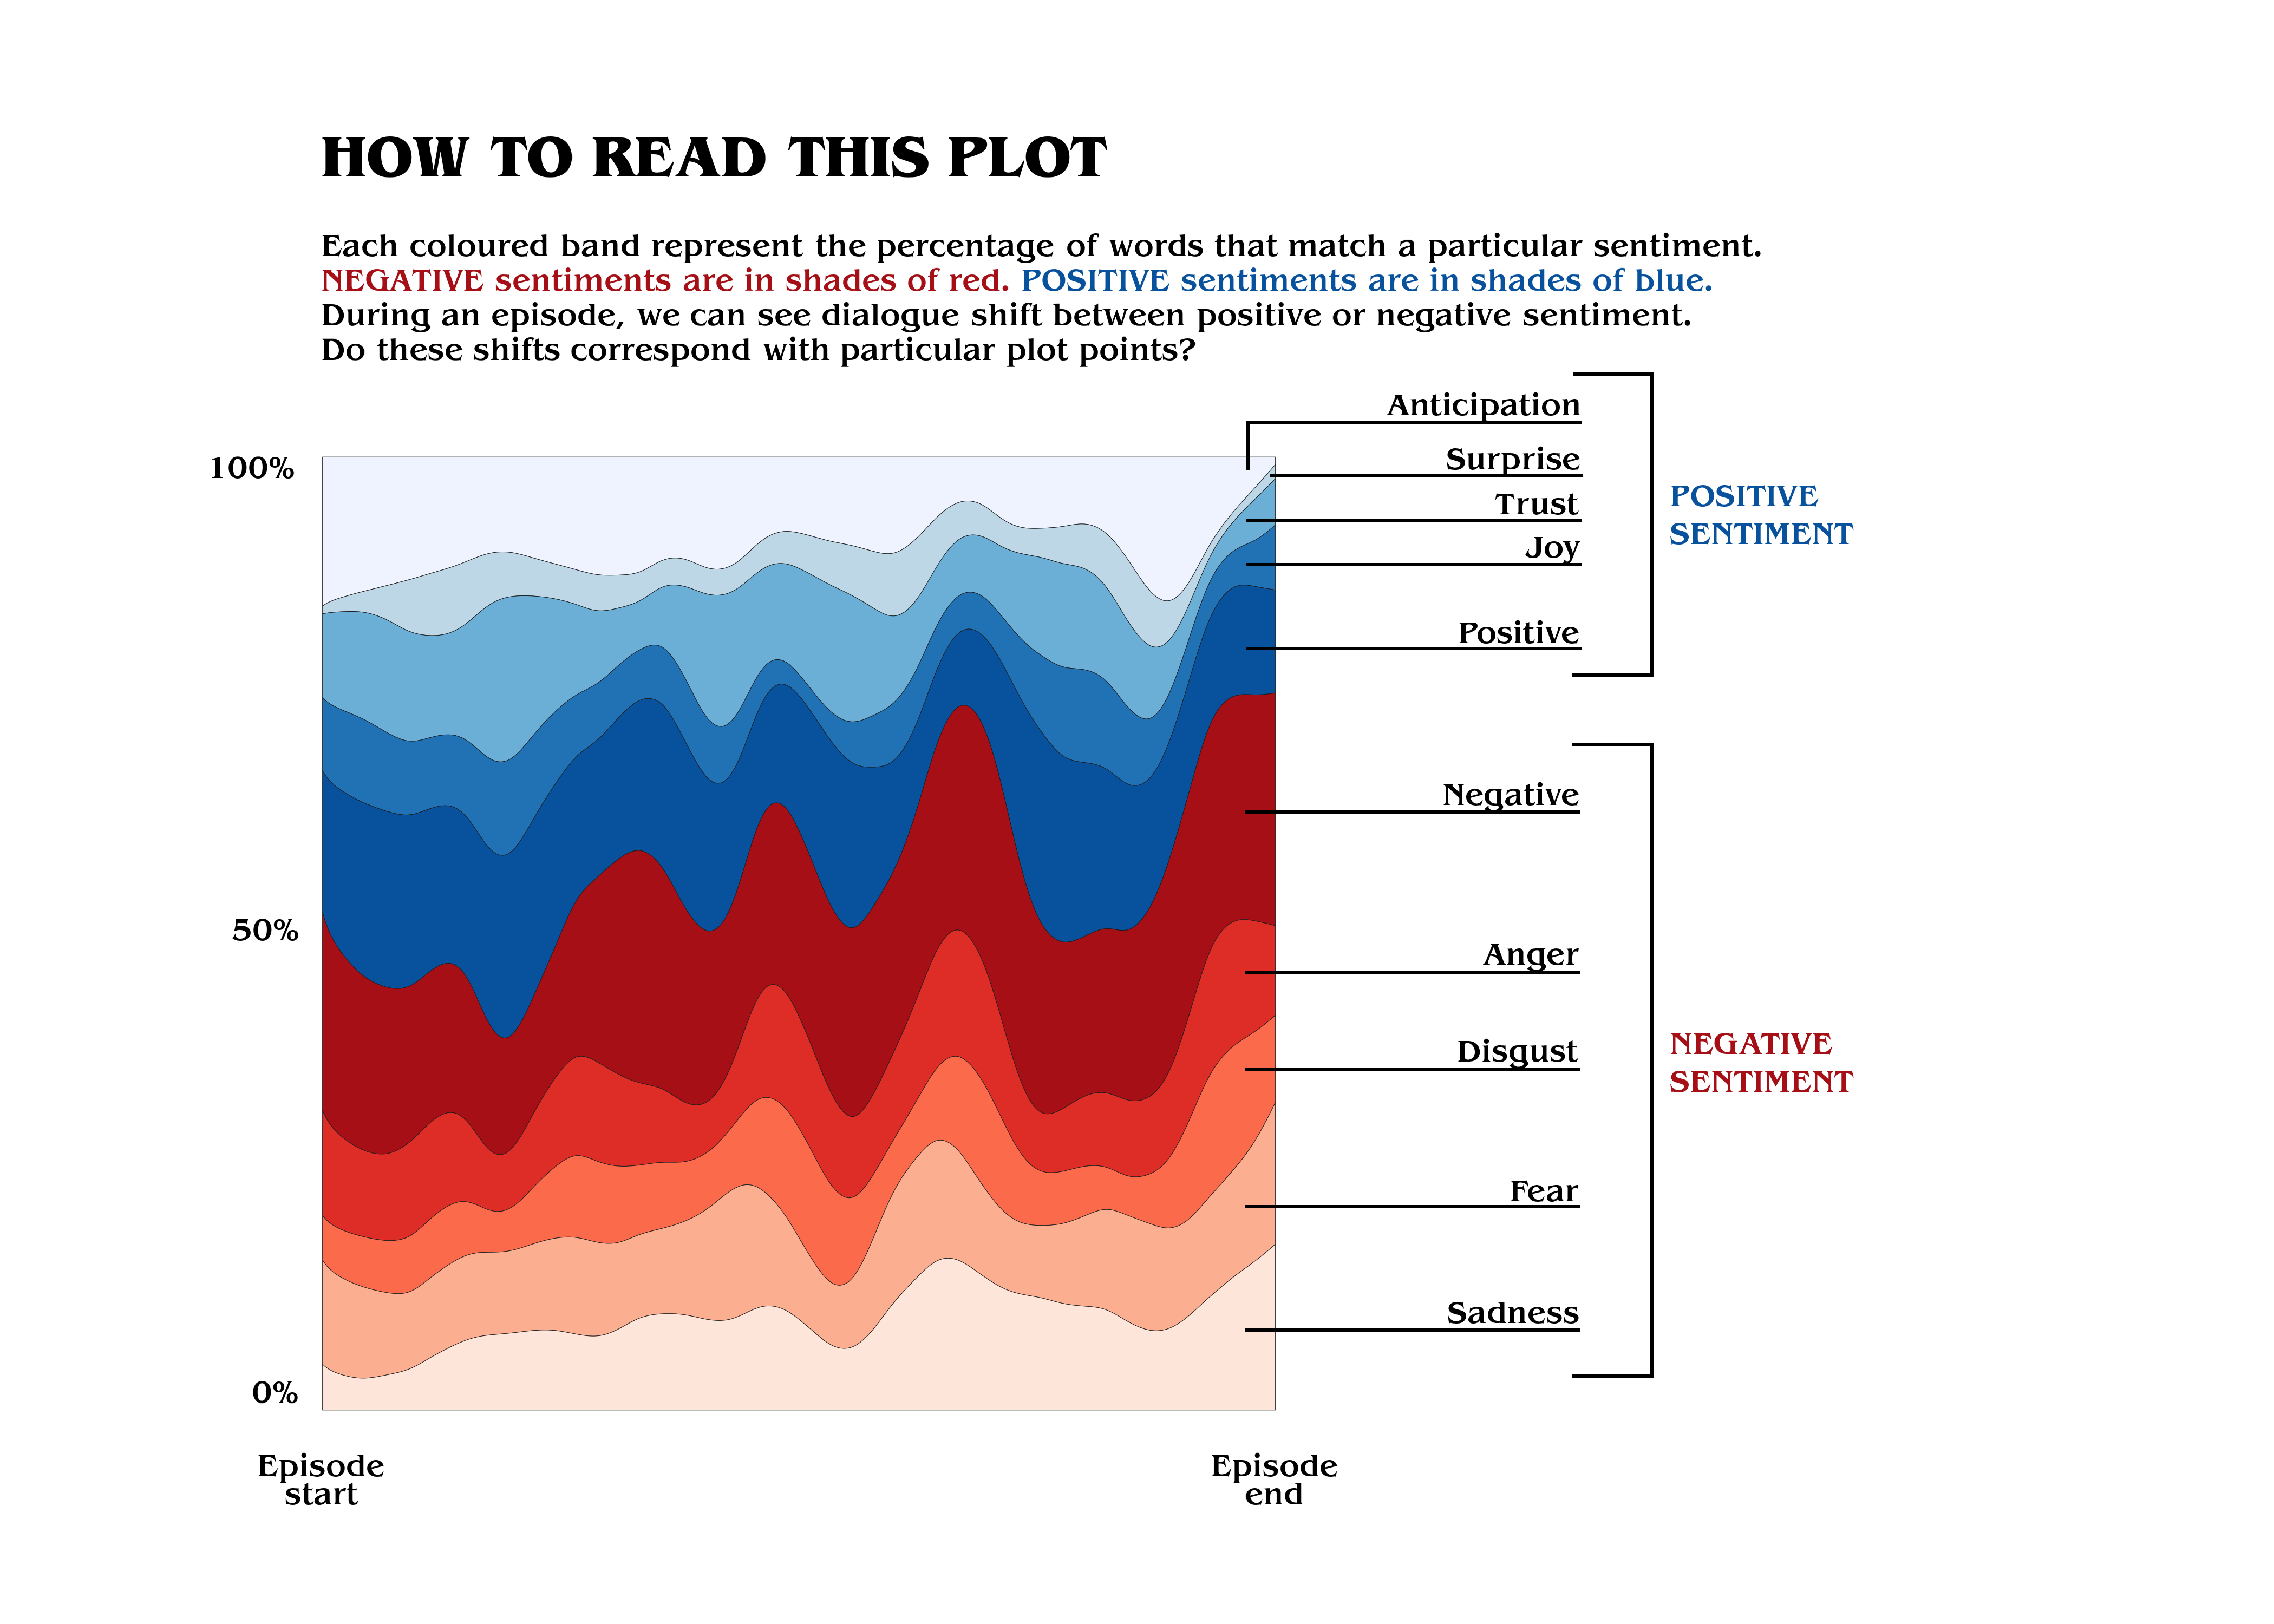 HOW TO READ THIS PLOT
Each coloured band represent the percentage of words that match a particular sentiment.
NEGATIVE sentiments are in shades of red. POSITIVE sentiments are in shades of blue.
During an episode, we can see dialogue shift between positive or negative sentiment.
Do these shifts correspond with particular plot points?
Anticipation
100%
Surprise
Trust
Joy
Positive
POSITIVE
SENTIMENT
Negative
50%
Anger
Disgust
Fear
Sadness
NEGATIVE
SENTIMENT
0%
Episode
start
Episode
end